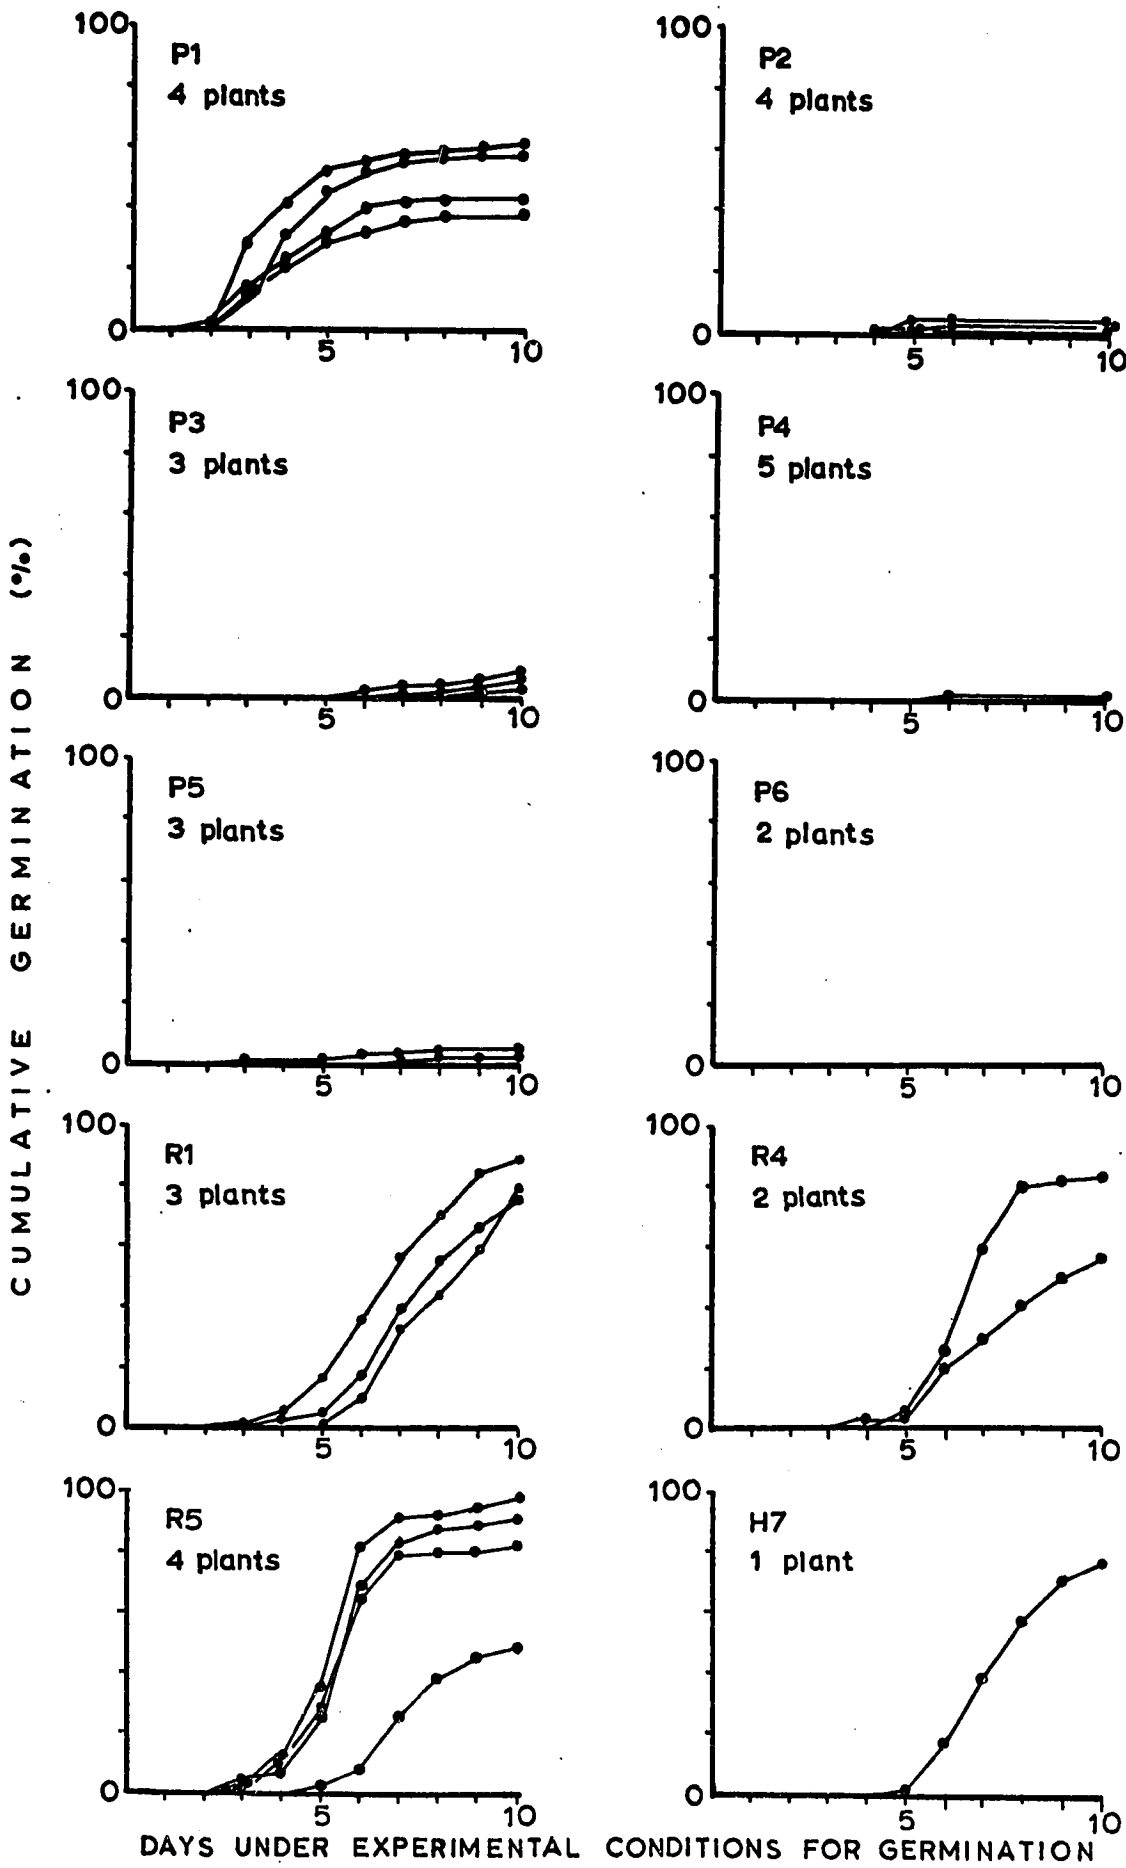 100
P1
4 plants
0
5
10
100
P2
4 plants
0
5
10
100
P3
3 plants
0
5
10
100
P4
5 plants
0
5
10
100
P5
3 plants
0
5
10
100
P6
2 plants
0
5
10
100
R1
3 plants
0
5
10
100
R4
2 plants
0
5
10
100
R5
4 plants
0
5
10
100
H7
1 plant
0
5
10
CUMULATIVE GERMINATION (%)
DAYS UNDER EXPERIMENTAL CONDITIONS FOR GERMINATION